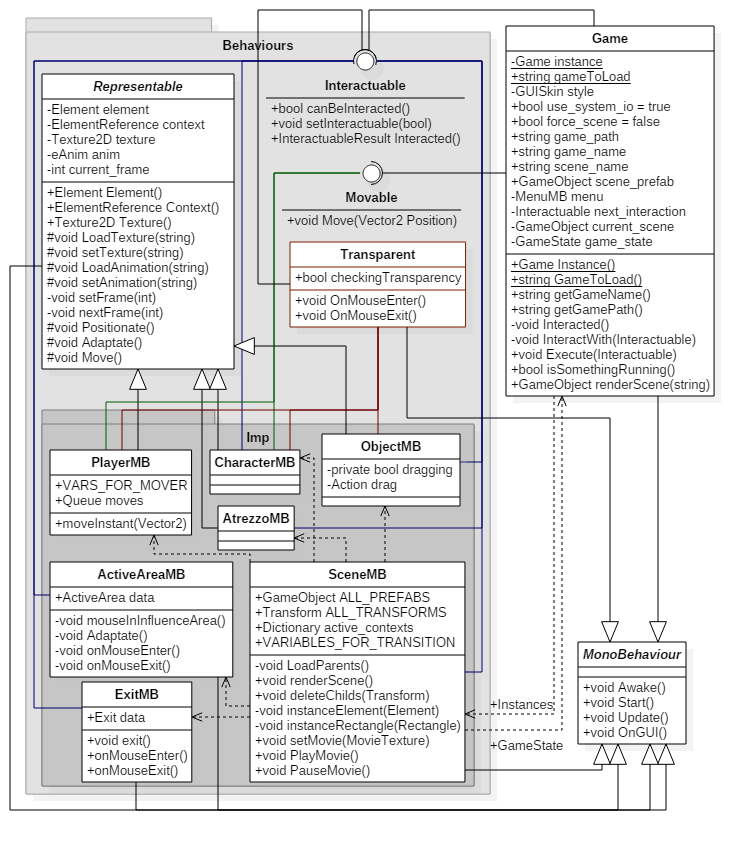 Behaviours
Representable
-Element element
-ElementReference context
-Texture2D texture
-eAnim anim
-int current_frame
+Element Element()
+ElementReference Context()
+Texture2D Texture()
#void LoadTexture(string)
#void setTexture(string)
#void LoadAnimation(string)
#void setAnimation(string)
-void setFrame(int)
-void nextFrame(int)
#void Positionate()
#void Adaptate()
#void Move()
Interactuable
+bool canBeInteracted()
+void setInteractuable(bool)
+InteractuableResult Interacted()
Movable
+void Move(Vector2 Position)
Transparent
+bool checkingTransparency
+void OnMouseEnter()
+void OnMouseExit()
Game
-Game instance
+string gameToLoad
-GUISkin style
+bool use_system_io = true
+bool force_scene = false
+string game_path
+string game_name
+string scene_name
+GameObject scene_prefab
-MenuMB menu
-Interactuable next_interaction
-GameObject current_scene
-GameState game_state
+Game Instance()
+string GameToLoad()
+string getGameName()
+string getGamePath()
-void Interacted()
-void InteractWith(Interactuable)
+void Execute(Interactuable)
+bool isSomethingRunning()
+GameObject renderScene(string)
Imp
PlayerMB
+VARS_FOR_MOVER
+Queue moves
+moveInstant(Vector2)
CharacterMB
ObjectMB
-private bool dragging
-Action drag
AtrezzoMB
ActiveAreaMB
+ActiveArea data
-void mouseInInfluenceArea()
-void Adaptate()
-void onMouseEnter()
-void onMouseExit()
SceneMB
+GameObject ALL_PREFABS
+Transform ALL_TRANSFORMS
+Dictionary active_contexts
+VARIABLES_FOR_TRANSITION
-void LoadParents()
+void renderScene()
+void deleteChilds(Transform)
-void instanceElement(Element)
-void instanceRectangle(Rectangle)
+void setMovie(MovieTexture)
+void PlayMovie()
+void PauseMovie()
ExitMB
+Exit data
+void exit()
+onMouseEnter()
+onMouseExit()
+Instances
+GameState
MonoBehaviour
+void Awake()
+void Start()
+void Update()
+void OnGUI()